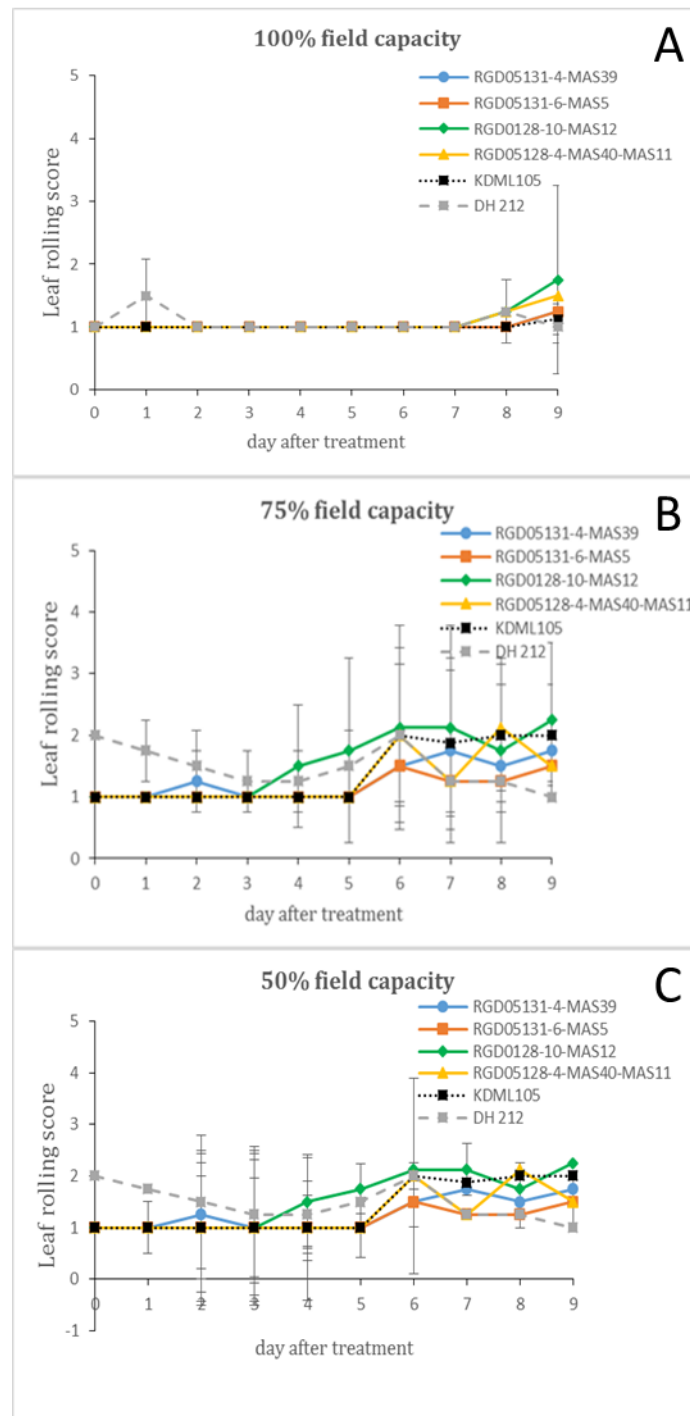 100% field capacity
A
RGD05131-4-MAS39
RGD05131-6-MAS5
RGD0128-10-MAS12
RGD05128-4-MAS40-MAS11
KDML105
DH 212
Leaf rolling score
5
4
3
2
1
0
0 1 2 3 4 5 6 7 8 9
day after treatment
75% field capacity
B
RGD05131-4-MAS39
RGD05131-6-MAS5
RGD0128-10-MAS12
RGD05128-4-MAS40-MAS11
KDML105
DH 212
Leaf rolling score
5
4
3
2
1
0
0 1 2 3 4 5 6 7 8 9
day after treatment
50% field capacity
C
RGD05131-4-MAS39
RGD05131-6-MAS5
RGD0128-10-MAS12
RGD05128-4-MAS40-MAS11
KDML105
DH 212
Leaf rolling score
5
4
3
2
1
0
-1
0 1 2 3 4 5 6 7 8 9
day after treatment